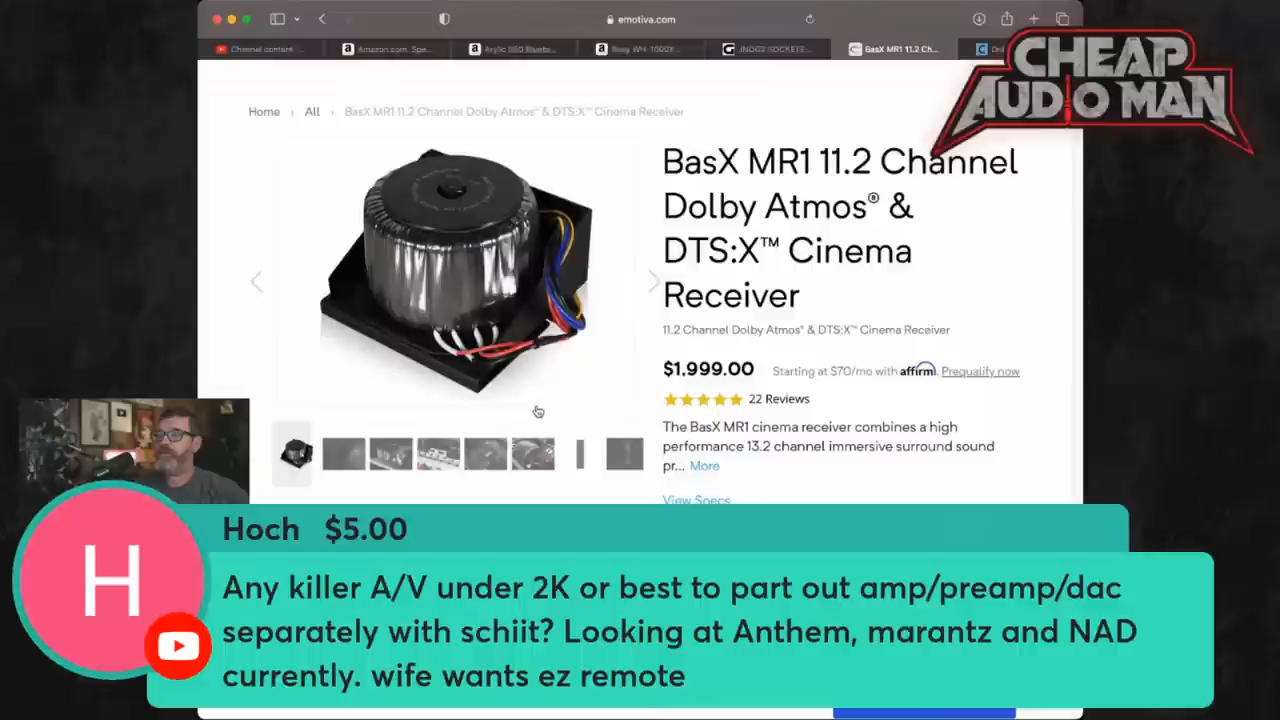 emotiva.com
Channel content
Amazon.com. Spe...
Arylic S50 Blueto...
Sony WH-1000X...
BasX MR1 11.2 Ch...
CHEAP
AUDIO MAN
Home › All › BasX MR1 11.2 Channel Dolby Atmos® & DTS:X™ Cinema Receiver
BasX MR1 11.2 Channel
Dolby Atmos® &
DTS:X™ Cinema
Receiver
11.2 Channel Dolby Atmos® & DTS:X™ Cinema Receiver
$1,999.00 Starting at $70/mo with affirm. Prequalify now
22 Reviews
The BasX MR1 cinema receiver combines a high
performance 13.2 channel immersive surround sound
pr... More
View Specs
H
Hoch $5.00
Any killer A/V under 2K or best to part out amp/preamp/dac
separately with schiit? Looking at Anthem, marantz and NAD
currently. wife wants ez remote